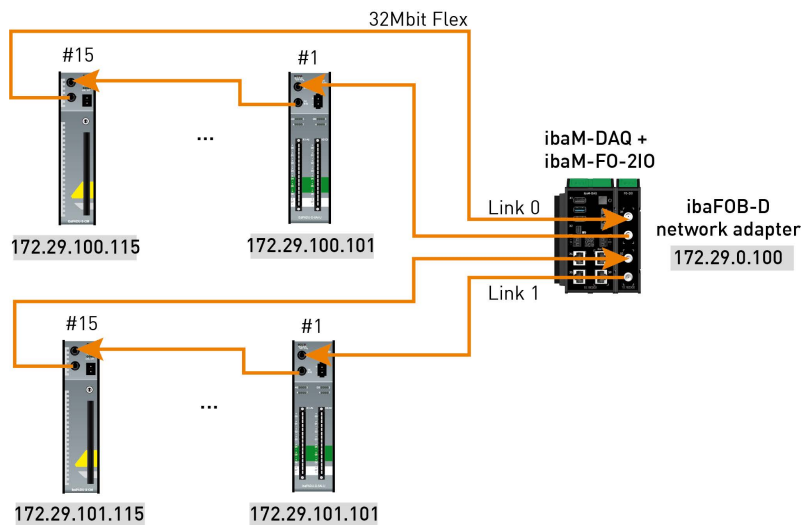 32Mbit Flex
#15
#1
...
172.29.100.115
172.29.100.101
ibaM-DAQ +
ibaM-FO-2IO
Link 0
ibaFOB-D
network adapter
172.29.0.100
Link 1
#15
#1
...
172.29.101.115
172.29.101.101